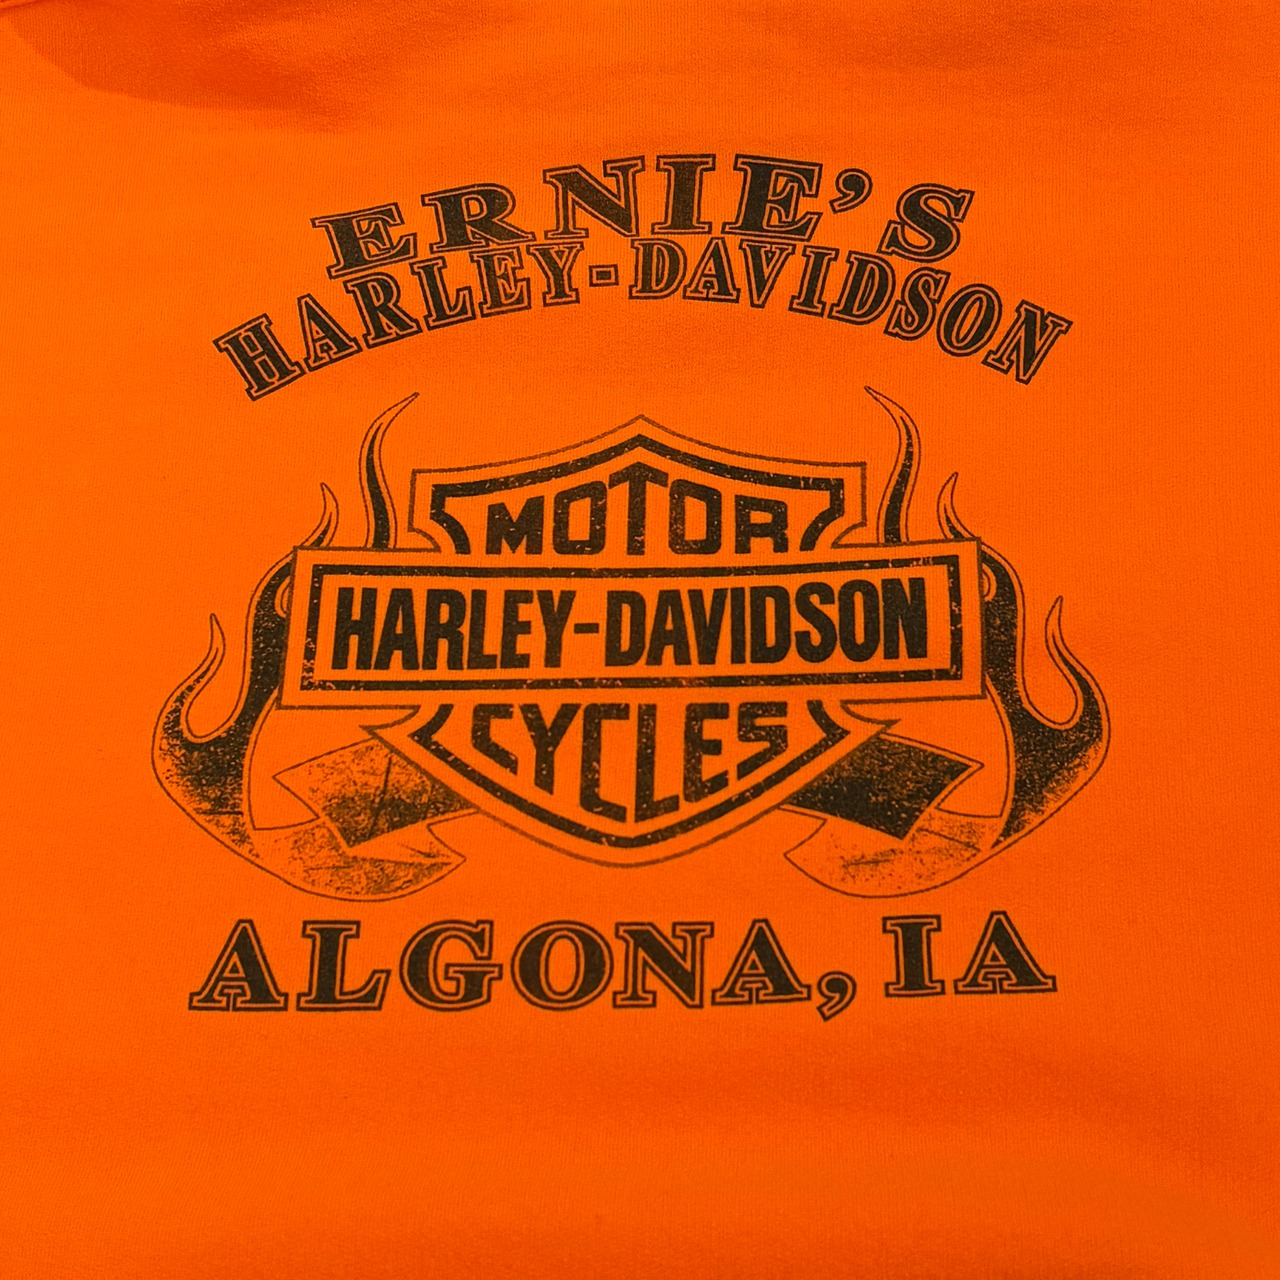 ERNIE'S
HARLEY-DAVIDSON
MOTOR
HARLEY-DAVIDSON
CYCLES
ALGONA, IA